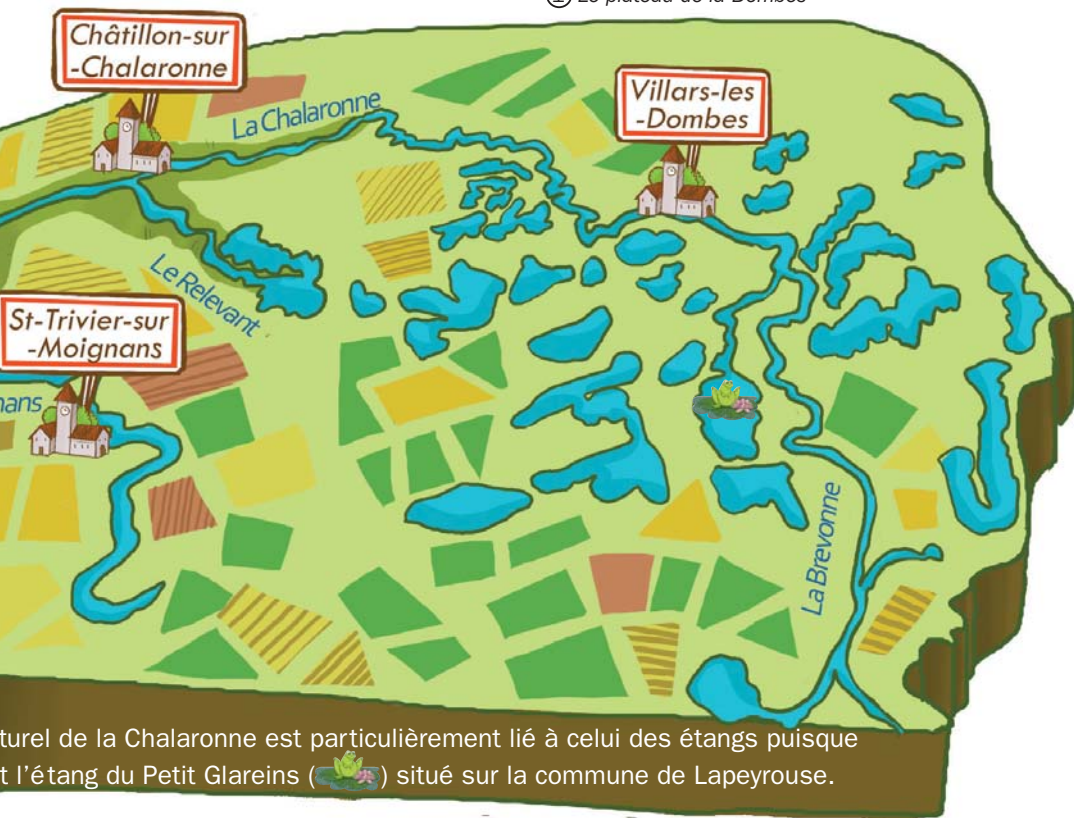 ① Le plateau de la Dombes
Châtillon-sur
-Chalaronne
La Chalaronne
Villars-les
-Dombes
Le Relevant
St-Trivier-sur
-Moignans
nans
La Brevonne
turel de la Chalaronne est particulièrement lié à celui des étangs puisque
t l'étang du Petit Glareins ( ) situé sur la commune de Lapeyrouse.